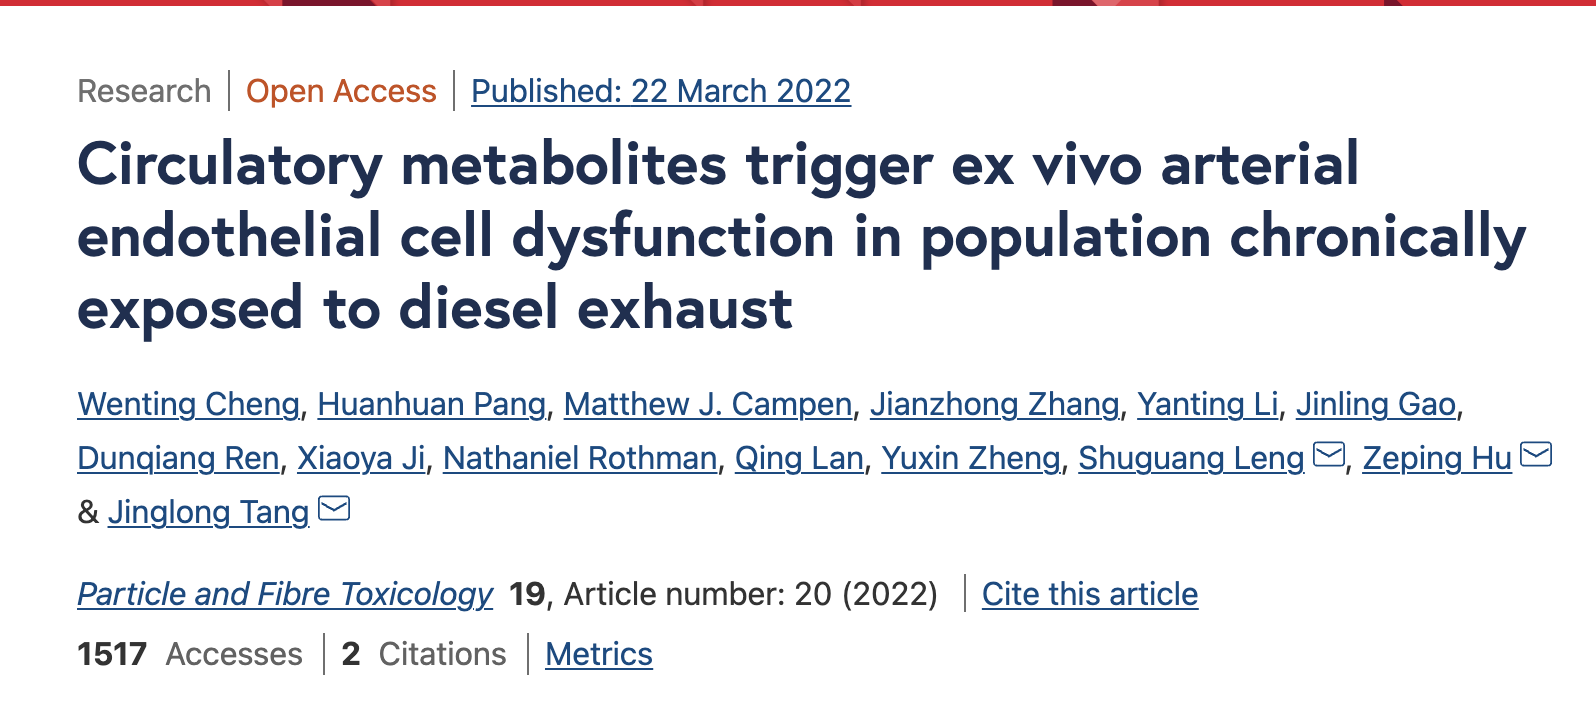 Research | Open Access | Published: 22 March 2022
Circulatory metabolites trigger ex vivo arterial
endothelial cell dysfunction in population chronically
exposed to diesel exhaust
Wenting Cheng, Huanhuan Pang, Matthew J. Campen, Jianzhong Zhang, Yanting Li, Jinling Gao,
Dunqiang Ren, Xiaoya Ji, Nathaniel Rothman, Qing Lan, Yuxin Zheng, Shuguang Leng, Zeping Hu
& Jinglong Tang
Particle and Fibre Toxicology 19, Article number: 20 (2022) | Cite this article
1517 Accesses | 2 Citations | Metrics